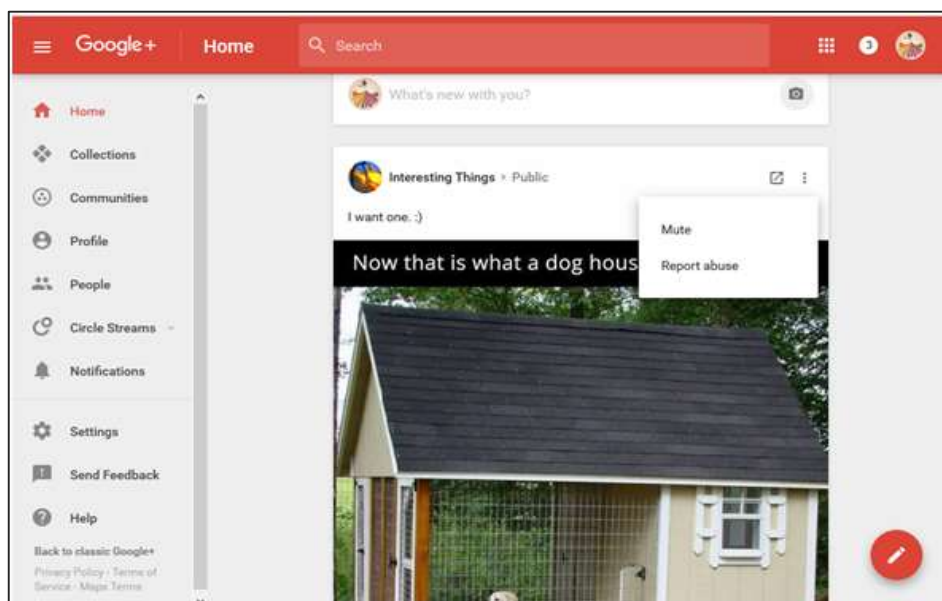 Google+
Home
Search
3
Home
Collections
Communities
Profile
People
Circle Streams
Notifications
Settings
Send Feedback
Help
Back to classic Google+
Privacy Policy - Terms of
Service - Maps Terms
What's new with you?
Interesting Things
Public
I want one. :)
Mute
Report abuse
Now that is what a dog hous